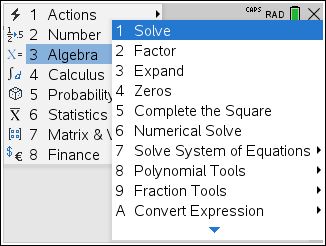 CAPS RAD
1 Actions
2 Number
3 Algebra
4 Calculus
5 Probability
6 Statistics
7 Matrix & V
8 Finance
1 Solve
2 Factor
3 Expand
4 Zeros
5 Complete the Square
6 Numerical Solve
7 Solve System of Equations
8 Polynomial Tools
9 Fraction Tools
A Convert Expression